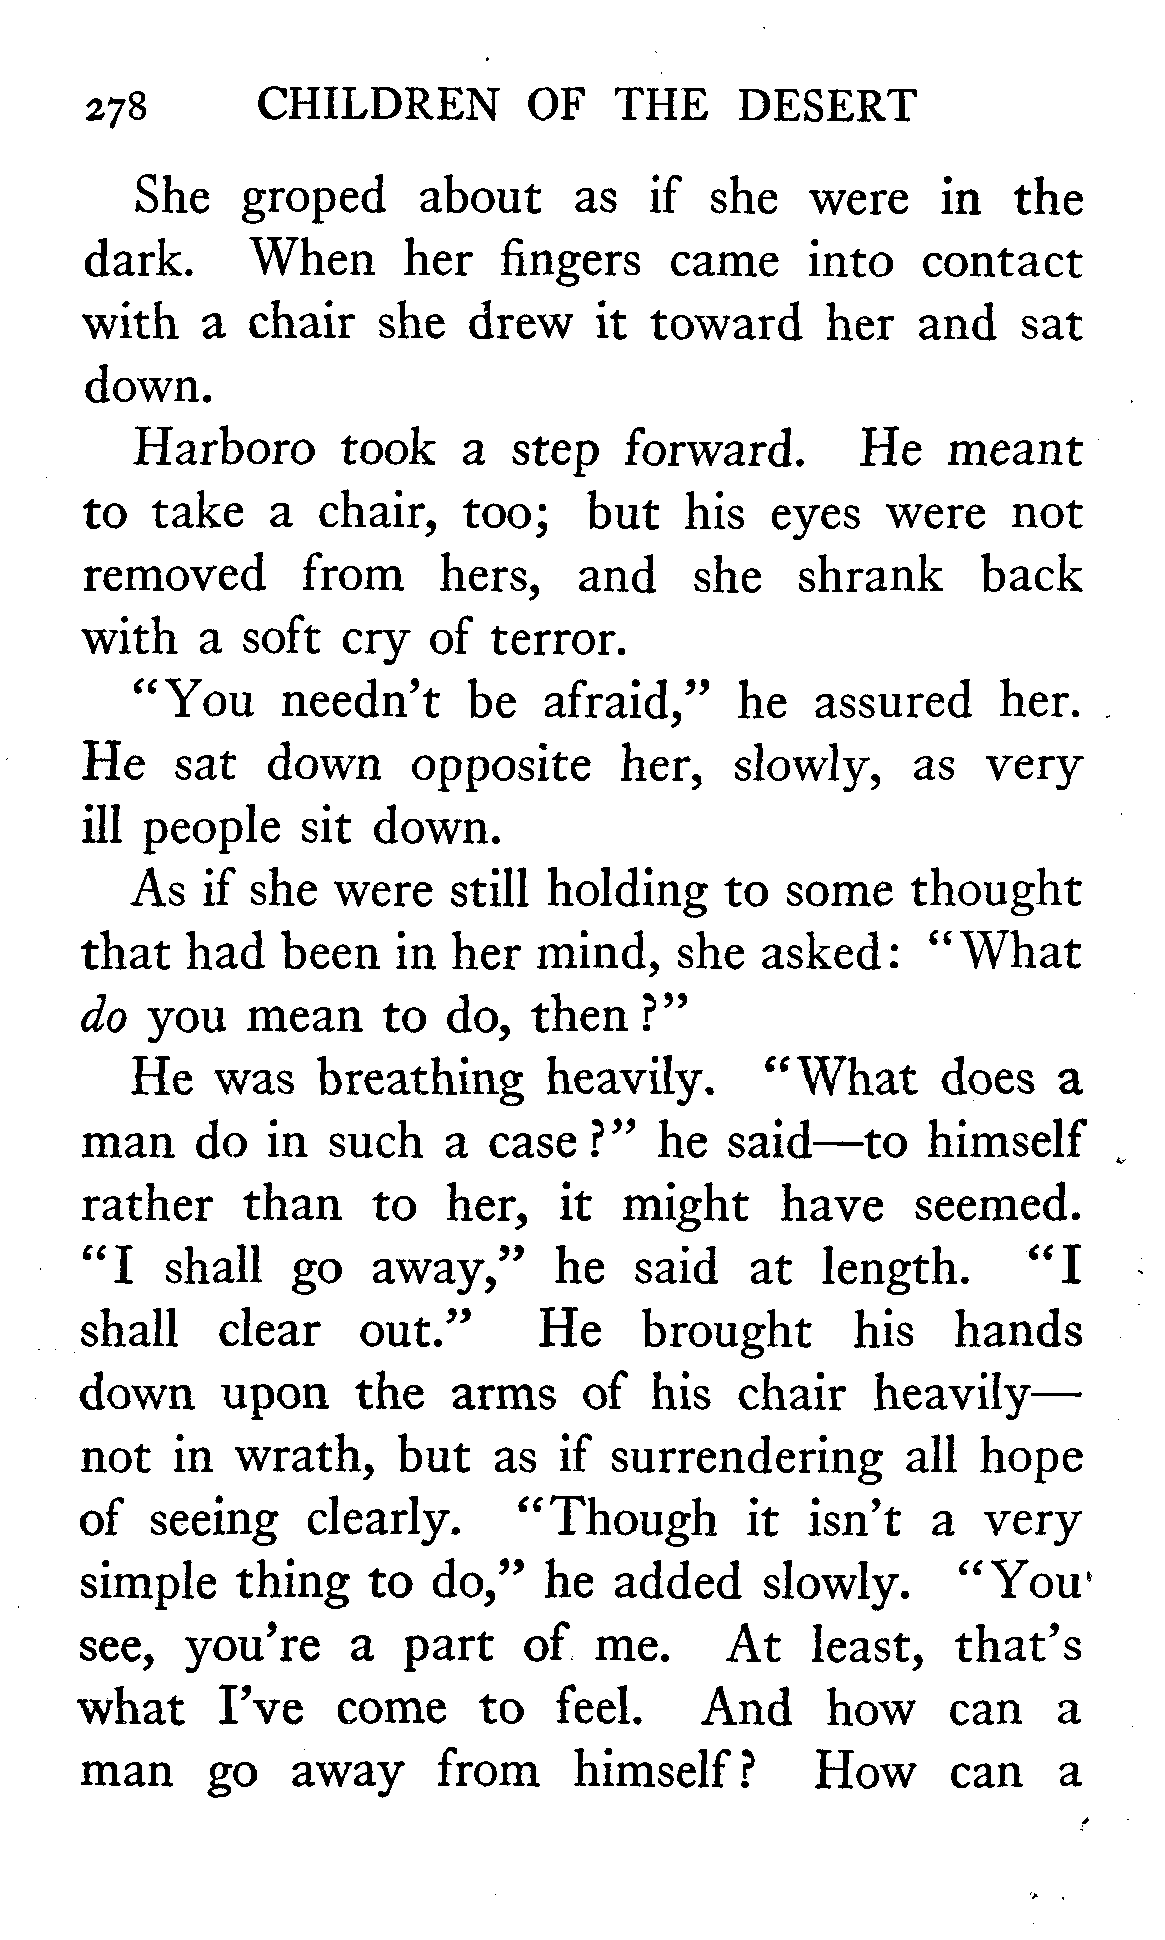 278 CHILDREN OF THE DESERT
She groped about as if she were in the
dark. When her fingers came into contact
with a chair she drew it toward her and sat
down.
Harboro took a step forward. He meant
to take a chair, too; but his eyes were not
removed from hers, and she shrank back
with a soft cry of terror.
"You needn't be afraid," he assured her.
He sat down opposite her, slowly, as very
ill people sit down.
As if she were still holding to some thought
that had been in her mind, she asked: "What
do you mean to do, then?"
He was breathing heavily. "What does a
man do in such a case?" he said—to himself
rather than to her, it might have seemed.
"I shall go away," he said at length. "I
shall clear out." He brought his hands
down upon the arms of his chair heavily—
not in wrath, but as if surrendering all hope
of seeing clearly. "Though it isn't a very
simple thing to do," he added slowly. "You
see, you're a part of me. At least, that's
what I've come to feel. And how can a
man go away from himself? How can a